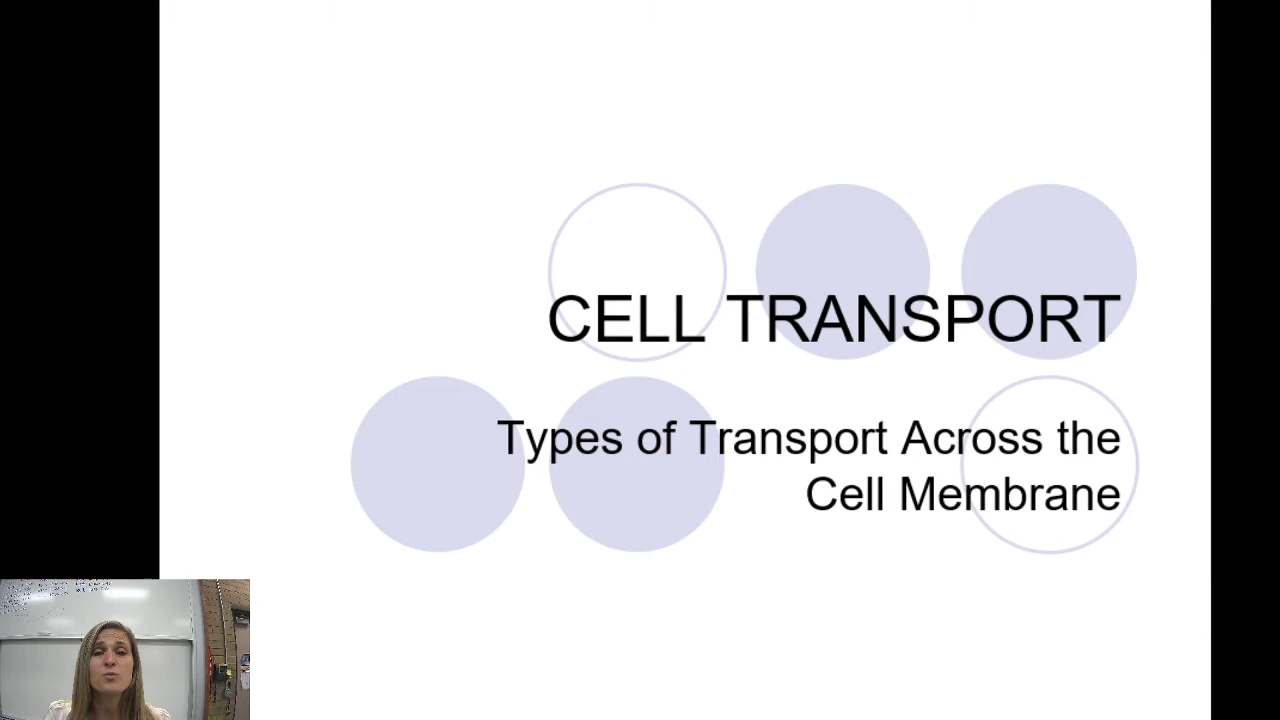 CELL TRANSPORT
Types of Transport Across the
Cell Membrane